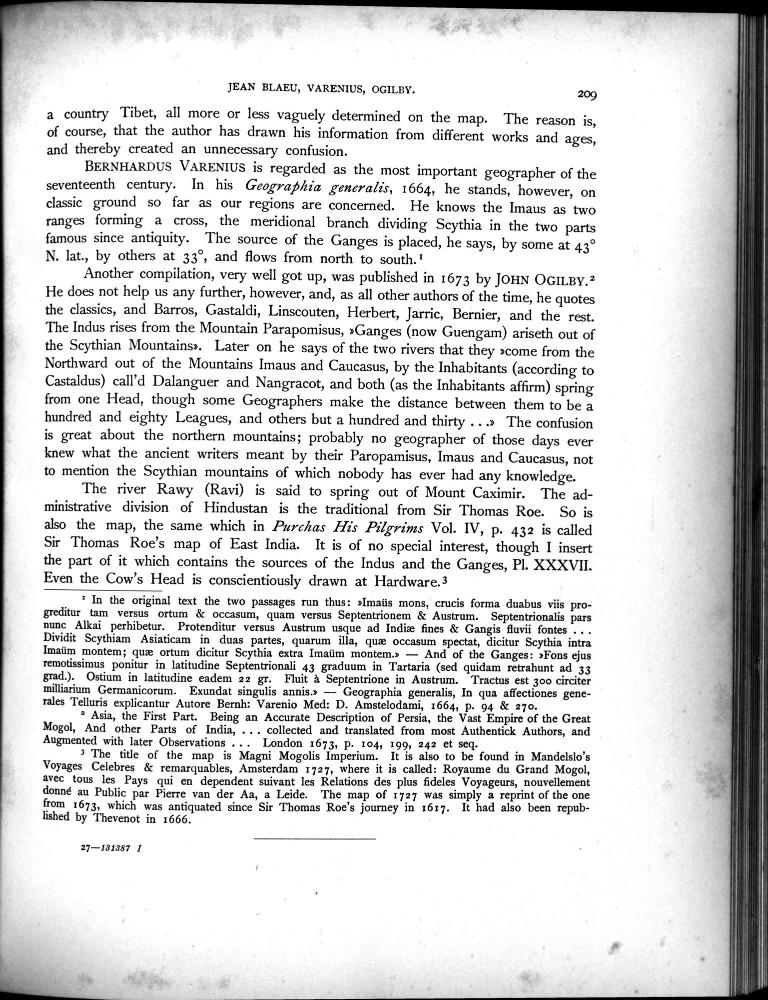 JEAN BLAEU, VARENIUS, OGILBY.
209
a country Tibet, all more or less vaguely determined on the map. The reason is,
of course, that the author has drawn his information from different works and ages,
and thereby created an unnecessary confusion.
BERNHARDUS VARENIUS is regarded as the most important geographer of the
seventeenth century. In his Geographia generalis, 1664, he stands, however, on
classic ground so far as our regions are concerned. He knows the Imaus as two
ranges forming a cross, the meridional branch dividing Scythia in the two parts
famous since antiquity. The source of the Ganges is placed, he says, by some at 43°
N. lat., by others at 33°, and flows from north to south.¹
Another compilation, very well got up, was published in 1673 by JOHN OGILBY.²
He does not help us any further, however, and, as all other authors of the time, he quotes
the classics, and Barros, Gastaldi, Linscouten, Herbert, Jarric, Bernier, and the rest.
The Indus rises from the Mountain Parapomisus, »Ganges (now Guengam) ariseth out of
the Scythian Mountains». Later on he says of the two rivers that they »come from the
Northward out of the Mountains Imaus and Caucasus, by the Inhabitants (according to
Castaldus) call'd Dalanguer and Nangracot, and both (as the Inhabitants affirm) spring
from one Head, though some Geographers make the distance between them to be a
hundred and eighty Leagues, and others but a hundred and thirty . . .» The confusion
is great about the northern mountains; probably no geographer of those days ever
knew what the ancient writers meant by their Paropamisus, Imaus and Caucasus, not
to mention the Scythian mountains of which nobody has ever had any knowledge.
The river Rawy (Ravi) is said to spring out of Mount Caximir. The ad-
ministrative division of Hindustan is the traditional from Sir Thomas Roe. So is
also the map, the same which in Purchas His Pilgrims Vol. IV, p. 432 is called
Sir Thomas Roe's map of East India. It is of no special interest, though I insert
the part of it which contains the sources of the Indus and the Ganges, Pl. XXXVII.
Even the Cow's Head is conscientiously drawn at Hardware.³
¹ In the original text the two passages run thus: »Imaüs mons, crucis forma duabus viis pro-
greditur tam versus ortum & occasum, quam versus Septentrionem & Austrum. Septentrionalis pars
nunc Alkai perhibetur. Protenditur versus Austrum usque ad Indiæ fines & Gangis fluvii fontes . . .
Dividit Scythiam Asiaticam in duas partes, quarum illa, quæ occasum spectat, dicitur Scythia intra
Imaüm montem; quæ ortum dicitur Scythia extra Imaüm montem.» — And of the Ganges: »Fons ejus
remotissimus ponitur in latitudine Septentrionali 43 graduum in Tartaria (sed quidam retrahunt ad 33
grad.). Ostium in latitudine eadem 22 gr. Fluit à Septentrione in Austrum. Tractus est 300 circiter
milliarium Germanicorum. Exundat singulis annis.» — Geographia generalis, In qua affectiones gene-
rales Telluris explicantur Autore Bernh: Varenio Med: D. Amstelodami, 1664, p. 94 & 270.
² Asia, the First Part. Being an Accurate Description of Persia, the Vast Empire of the Great
Mogol, And other Parts of India, . . . collected and translated from most Authentick Authors, and
Augmented with later Observations . . . London 1673, p. 104, 199, 242 et seq.
³ The title of the map is Magni Mogolis Imperium. It is also to be found in Mandelslo's
Voyages Celebres & remarquables, Amsterdam 1727, where it is called: Royaume du Grand Mogol,
avec tous les Pays qui en dependent suivant les Relations des plus fideles Voyageurs, nouvellement
donné au Public par Pierre van der Aa, a Leide. The map of 1727 was simply a reprint of the one
from 1673, which was antiquated since Sir Thomas Roe's journey in 1617. It had also been repub-
lished by Thevenot in 1666.
27—131387 I